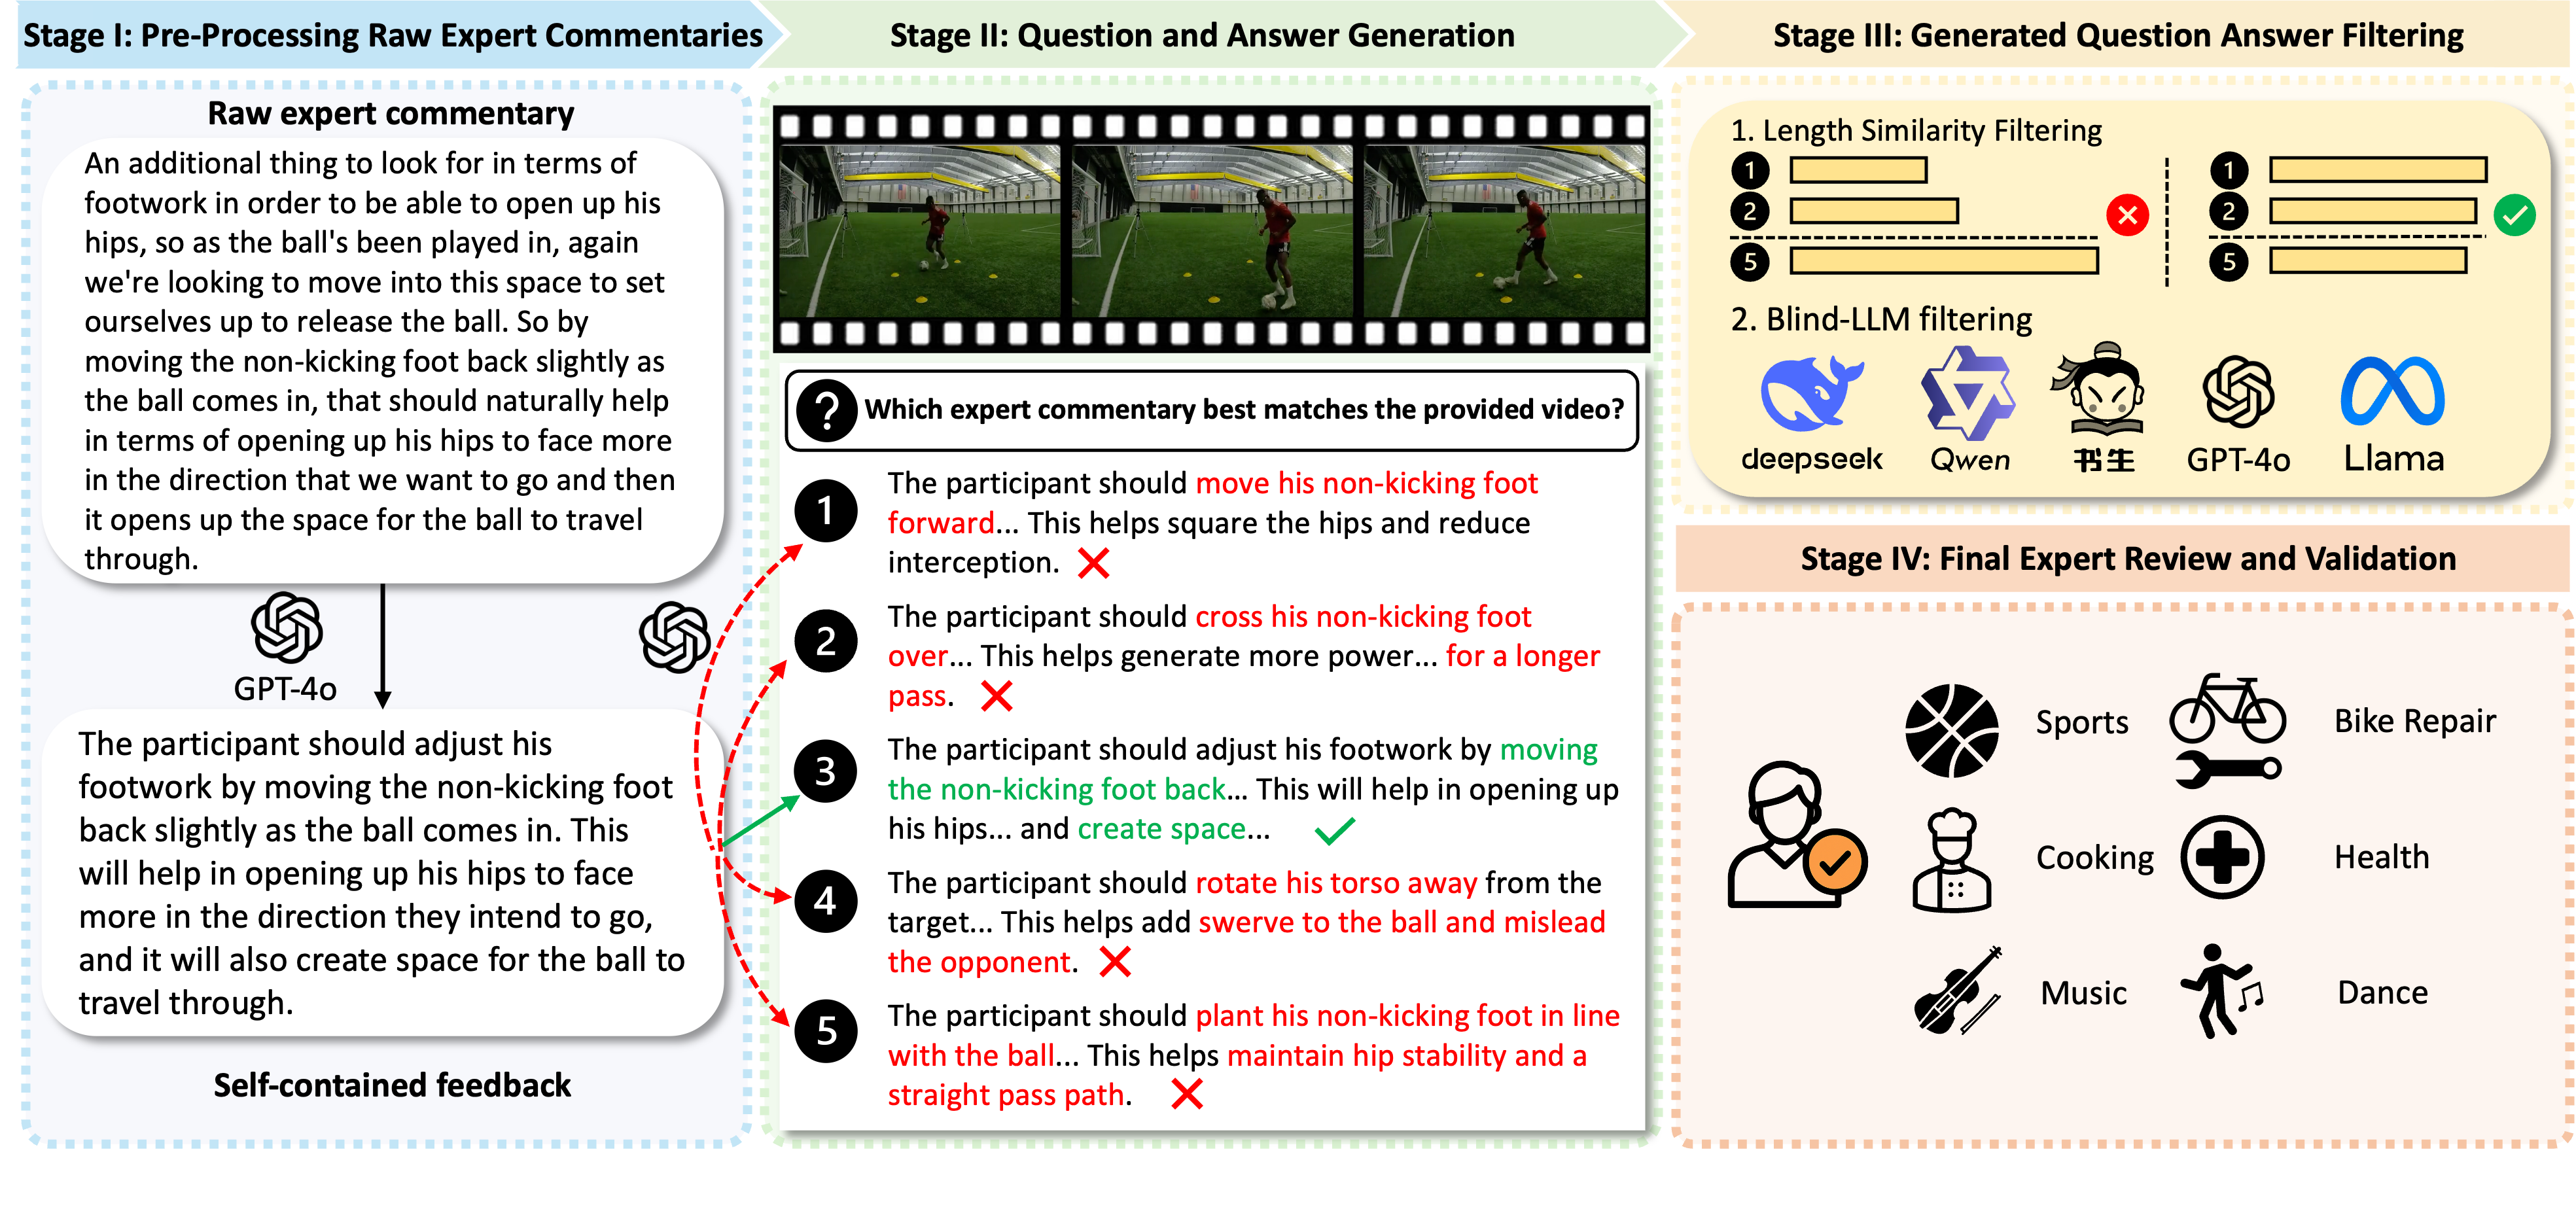 Stage I: Pre-Processing Raw Expert Commentaries
Stage II: Question and Answer Generation
Stage III: Generated Question Answer Filtering
Raw expert commentary
An additional thing to look for in terms of
footwork in order to be able to open up his
hips, so as the ball's been played in, again
we're looking to move into this space to set
ourselves up to release the ball. So by
moving the non-kicking foot back slightly as
the ball comes in, that should naturally help
in terms of opening up his hips to face more
in the direction that we want to go and then
it opens up the space for the ball to travel
through.
GPT-4o
The participant should adjust his
footwork by moving the non-kicking foot
back slightly as the ball comes in. This
will help in opening up his hips to face
more in the direction they intend to go,
and it will also create space for the ball to
travel through.
Self-contained feedback
? Which expert commentary best matches the provided video?
1 The participant should move his non-kicking foot
forward... This helps square the hips and reduce
interception.
2 The participant should cross his non-kicking foot
over... This helps generate more power... for a longer
pass.
3 The participant should adjust his footwork by moving
the non-kicking foot back... This will help in opening up
his hips... and create space...
4 The participant should rotate his torso away from the
target... This helps add swerve to the ball and mislead
the opponent.
5 The participant should plant his non-kicking foot in line
with the ball... This helps maintain hip stability and a
straight pass path.
1. Length Similarity Filtering
1 1
2 2
5 5
2. Blind-LLM filtering
deepseek Qwen 书生 GPT-4o Llama
Stage IV: Final Expert Review and Validation
Sports Bike Repair
Cooking Health
Music Dance